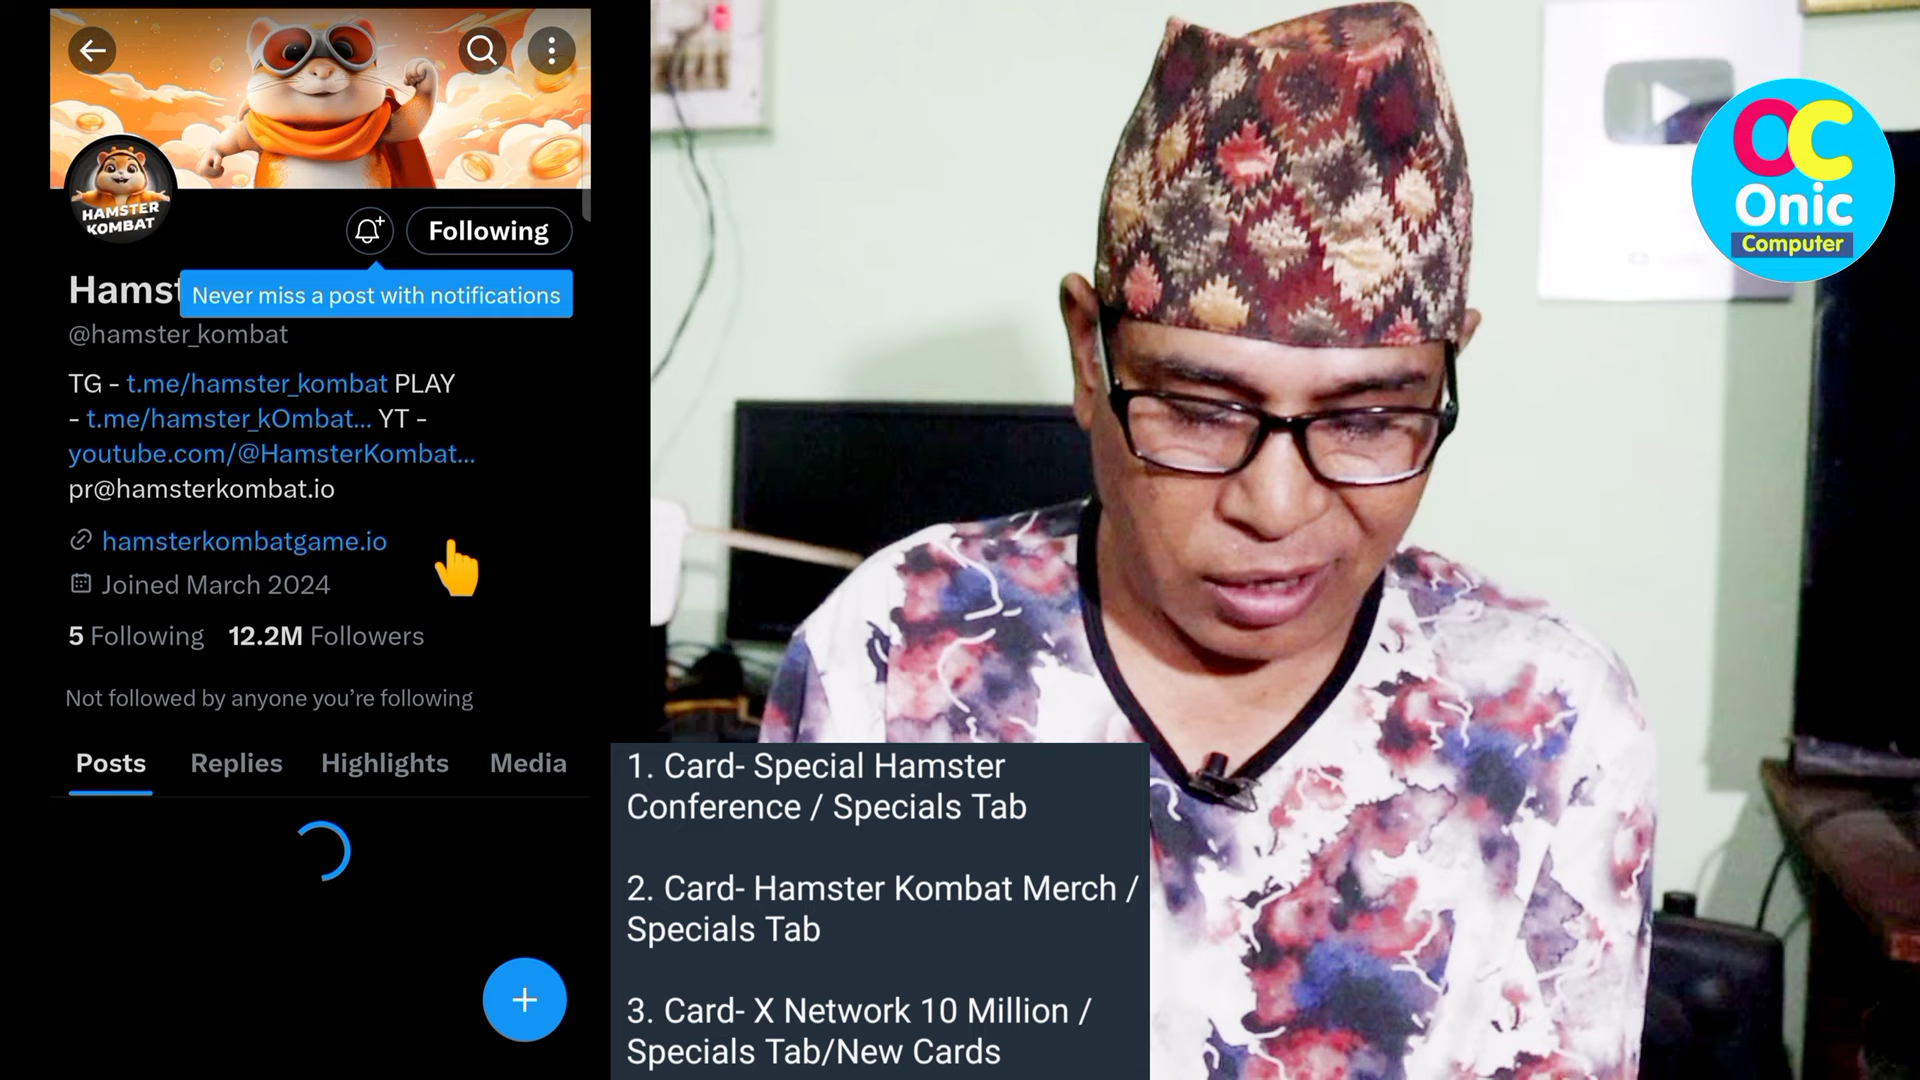 HAMSTER
KOMBAT
Following
Hams
Never miss a post with notifications
@hamster_kombat
TG - t.me/hamster_kombat PLAY
- t.me/hamster_kOmbat... YT -
youtube.com/@HamsterKombat...
pr@hamsterkombat.io
hamsterkombatgame.io
Joined March 2024
5 Following 12.2M Followers
Not followed by anyone you're following
Posts Replies Highlights Media
1. Card- Special Hamster
Conference / Specials Tab
2. Card- Hamster Kombat Merch /
Specials Tab
3. Card- X Network 10 Million /
Specials Tab/New Cards
OC
Onic
Computer